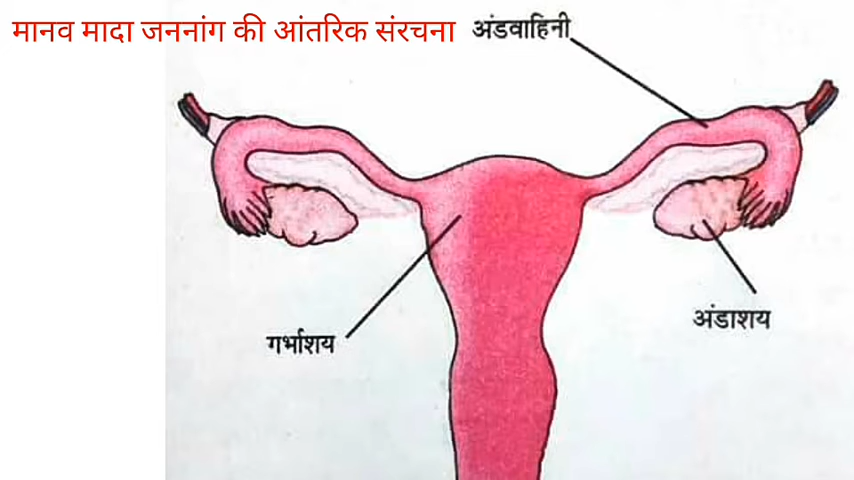 मानव मादा जननांग की आंतरिक संरचना
अंडवाहिनी
अंडाशय
गर्भाशय